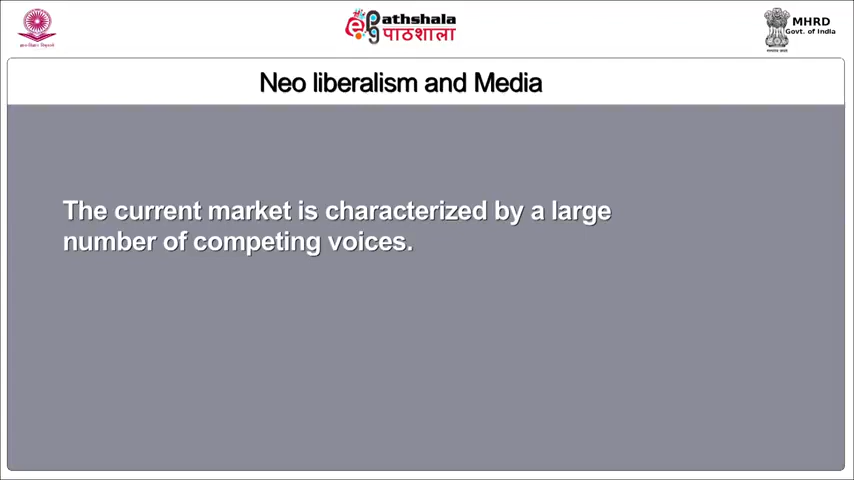 ePathshala
पाठशाला
MHRD
Govt. of India
Neo liberalism and Media
The current market is characterized by a large
number of competing voices.